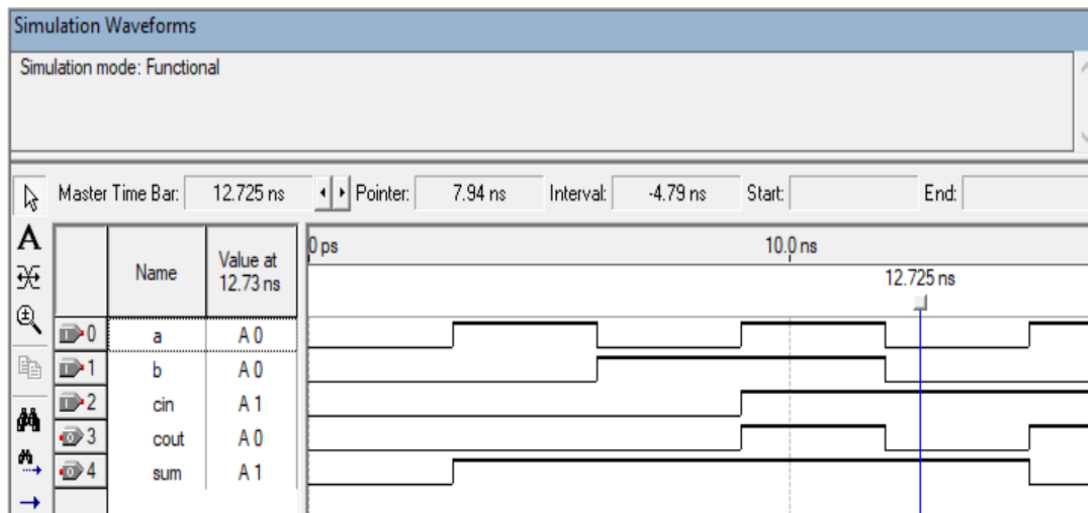 Simulation Waveforms
Simulation mode: Functional
Master Time Bar: 12.725 ns Pointer: 7.94 ns Interval: -4.79 ns Start: End:
A
Name Value at 12.73 ns 0 ps 10.0 ns
12.725 ns
0 a A 0
1 b A 0
2 cin A 1
3 cout A 0
4 sum A 1